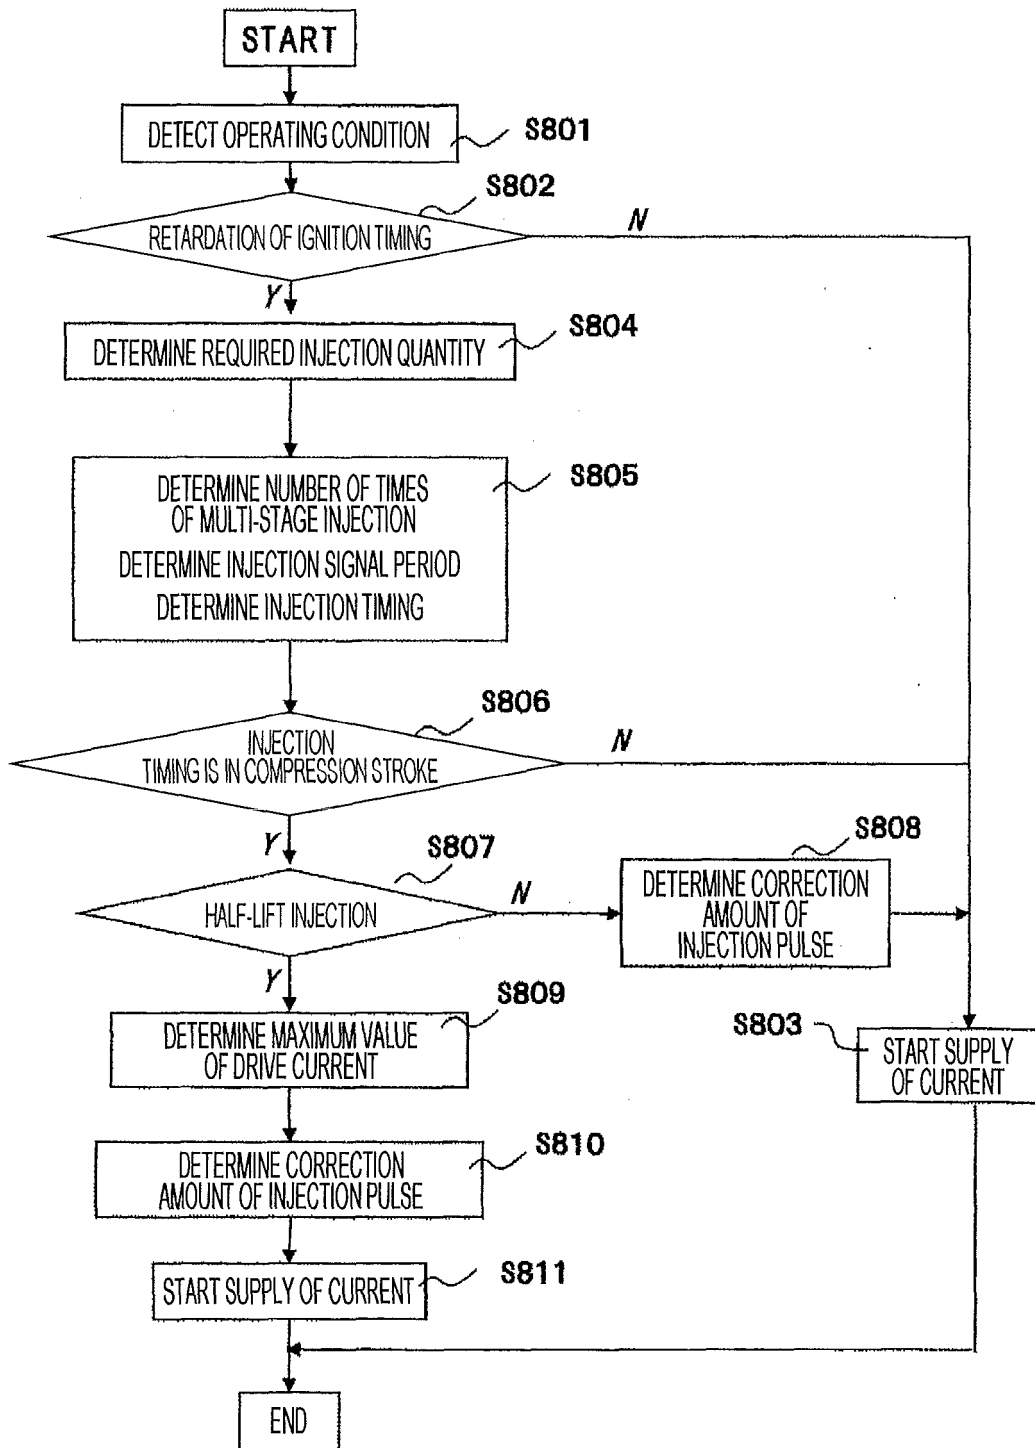 START
DETECT OPERATING CONDITION
S801
S802
RETARDATION OF IGNITION TIMING
N
Y
S804
DETERMINE REQUIRED INJECTION QUANTITY
S805
DETERMINE NUMBER OF TIMES
OF MULTI-STAGE INJECTION
DETERMINE INJECTION SIGNAL PERIOD
DETERMINE INJECTION TIMING
S806
INJECTION
TIMING IS IN COMPRESSION STROKE
N
Y
S807
HALF-LIFT INJECTION
N
S808
DETERMINE CORRECTION
AMOUNT OF
INJECTION PULSE
Y
S809
DETERMINE MAXIMUM VALUE
OF DRIVE CURRENT
S803
START SUPPLY
OF CURRENT
S810
DETERMINE CORRECTION
AMOUNT OF INJECTION PULSE
START SUPPLY OF CURRENT
S811
END